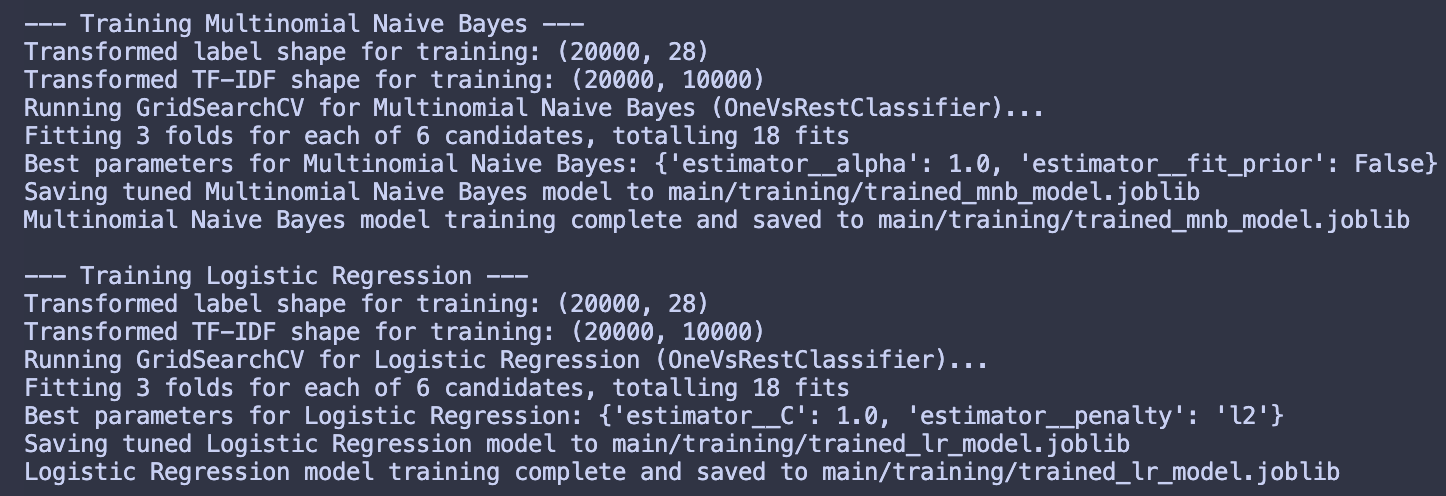 --- Training Multinomial Naive Bayes ---
Transformed label shape for training: (20000, 28)
Transformed TF-IDF shape for training: (20000, 10000)
Running GridSearchCV for Multinomial Naive Bayes (OneVsRestClassifier)...
Fitting 3 folds for each of 6 candidates, totalling 18 fits
Best parameters for Multinomial Naive Bayes: {'estimator__alpha': 1.0, 'estimator__fit_prior': False}
Saving tuned Multinomial Naive Bayes model to main/training/trained_mnb_model.joblib
Multinomial Naive Bayes model training complete and saved to main/training/trained_mnb_model.joblib

--- Training Logistic Regression ---
Transformed label shape for training: (20000, 28)
Transformed TF-IDF shape for training: (20000, 10000)
Running GridSearchCV for Logistic Regression (OneVsRestClassifier)...
Fitting 3 folds for each of 6 candidates, totalling 18 fits
Best parameters for Logistic Regression: {'estimator__C': 1.0, 'estimator__penalty': 'l2'}
Saving tuned Logistic Regression model to main/training/trained_lr_model.joblib
Logistic Regression model training complete and saved to main/training/trained_lr_model.joblib